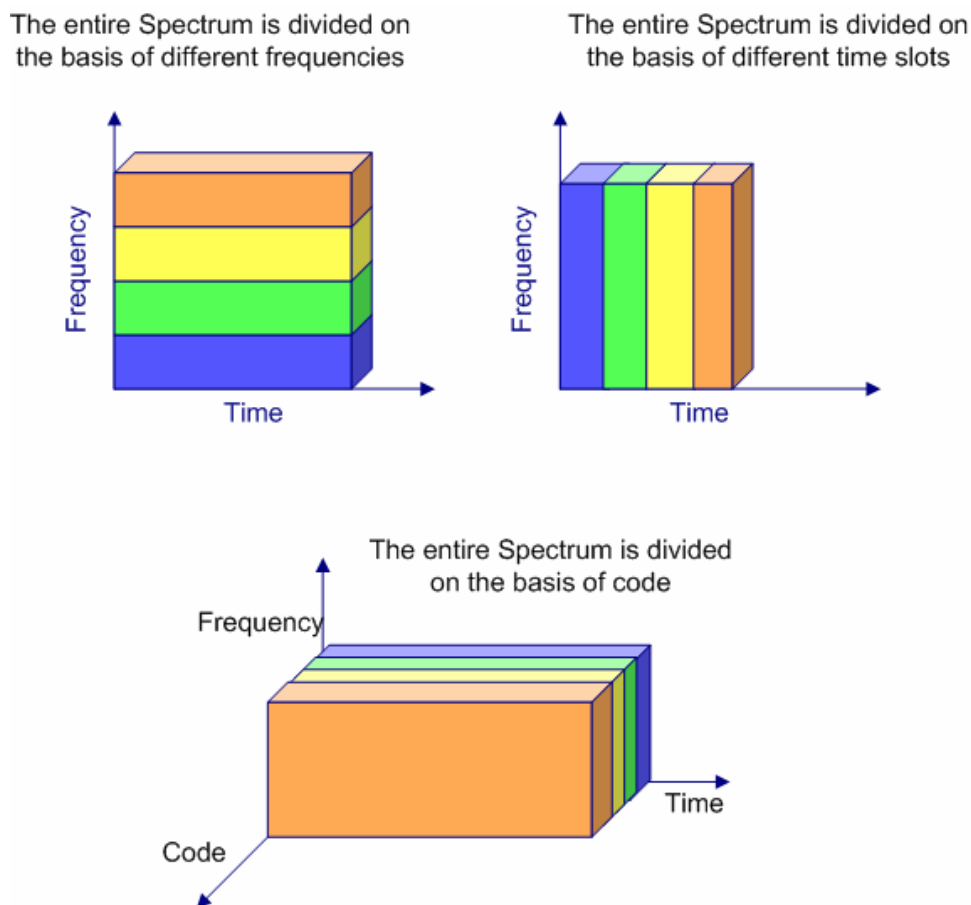 The entire Spectrum is divided on
the basis of different frequencies
The entire Spectrum is divided on
the basis of different time slots
Frequency
Time
Frequency
Time
The entire Spectrum is divided
on the basis of code
Frequency
Time
Code